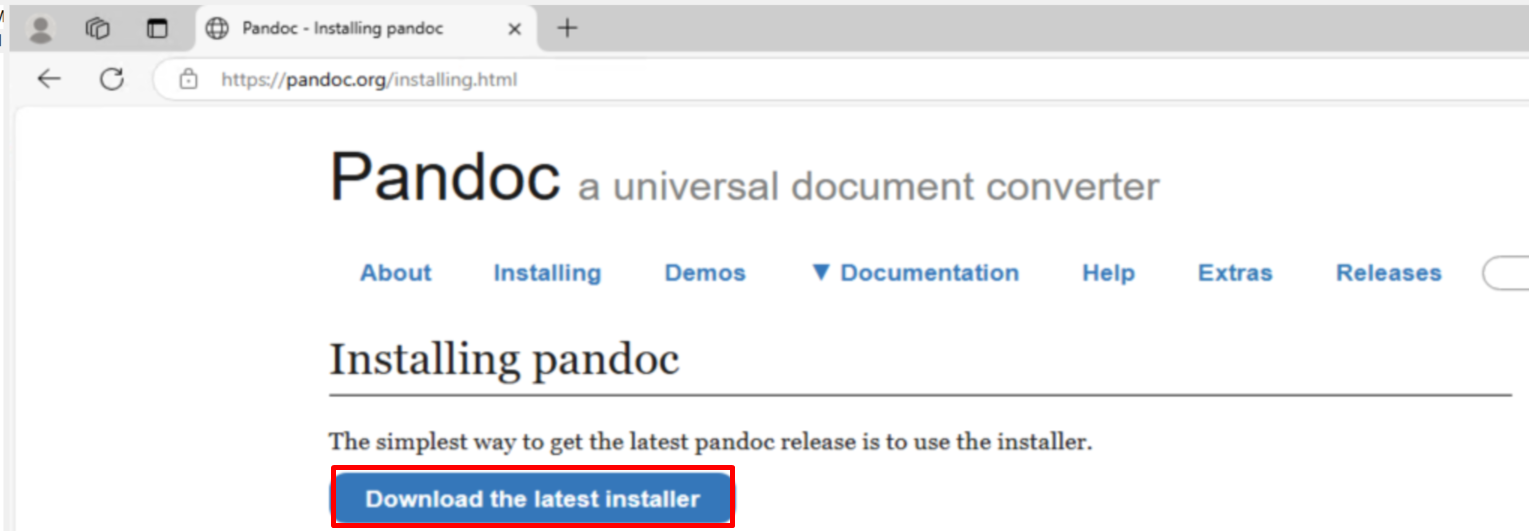 Pandoc - Installing pandoc
https://pandoc.org/installing.html
Pandoc a universal document converter
About Installing Demos ▼ Documentation Help Extras Releases
Installing pandoc
The simplest way to get the latest pandoc release is to use the installer.
Download the latest installer